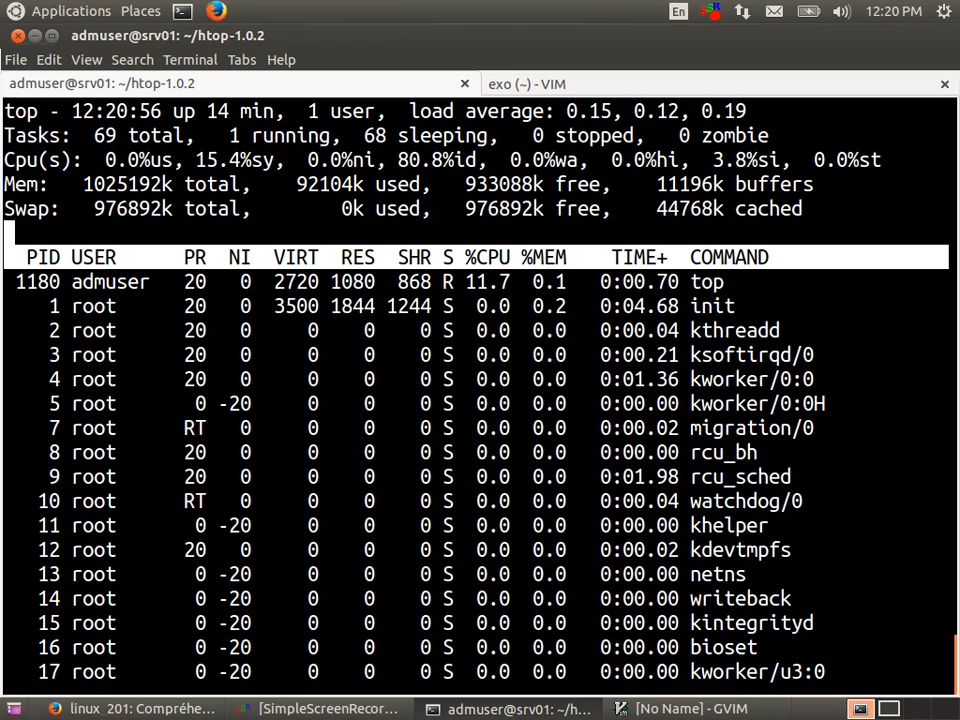 Applications Places En 12:20 PM
admuser@srv01: ~/htop-1.0.2
File Edit View Search Terminal Tabs Help
admuser@srv01: ~/htop-1.0.2 × exo (~) - VIM ×
top - 12:20:56 up 14 min, 1 user, load average: 0.15, 0.12, 0.19
Tasks: 69 total, 1 running, 68 sleeping, 0 stopped, 0 zombie
Cpu(s): 0.0%us, 15.4%sy, 0.0%ni, 80.8%id, 0.0%wa, 0.0%hi, 3.8%si, 0.0%st
Mem: 1025192k total, 92104k used, 933088k free, 11196k buffers
Swap: 976892k total, 0k used, 976892k free, 44768k cached
PID USER PR NI VIRT RES SHR S %CPU %MEM TIME+ COMMAND
1180 admuser 20 0 2720 1080 868 R 11.7 0.1 0:00.70 top
1 root 20 0 3500 1844 1244 S 0.0 0.2 0:04.68 init
2 root 20 0 0 0 0 S 0.0 0.0 0:00.04 kthreadd
3 root 20 0 0 0 0 S 0.0 0.0 0:00.21 ksoftirqd/0
4 root 20 0 0 0 0 S 0.0 0.0 0:01.36 kworker/0:0
5 root 0 -20 0 0 0 S 0.0 0.0 0:00.00 kworker/0:0H
7 root RT 0 0 0 0 S 0.0 0.0 0:00.02 migration/0
8 root 20 0 0 0 0 S 0.0 0.0 0:00.00 rcu_bh
9 root 20 0 0 0 0 S 0.0 0.0 0:01.98 rcu_sched
10 root RT 0 0 0 0 S 0.0 0.0 0:00.04 watchdog/0
11 root 0 -20 0 0 0 S 0.0 0.0 0:00.00 khelper
12 root 20 0 0 0 0 S 0.0 0.0 0:00.02 kdevtmpfs
13 root 0 -20 0 0 0 S 0.0 0.0 0:00.00 netns
14 root 0 -20 0 0 0 S 0.0 0.0 0:00.00 writeback
15 root 0 -20 0 0 0 S 0.0 0.0 0:00.00 kintegrityd
16 root 0 -20 0 0 0 S 0.0 0.0 0:00.00 bioset
17 root 0 -20 0 0 0 S 0.0 0.0 0:00.00 kworker/u3:0
linux_201: Compréhe... [SimpleScreenRecor... admuser@srv01: ~/h... [No Name] - GVIM